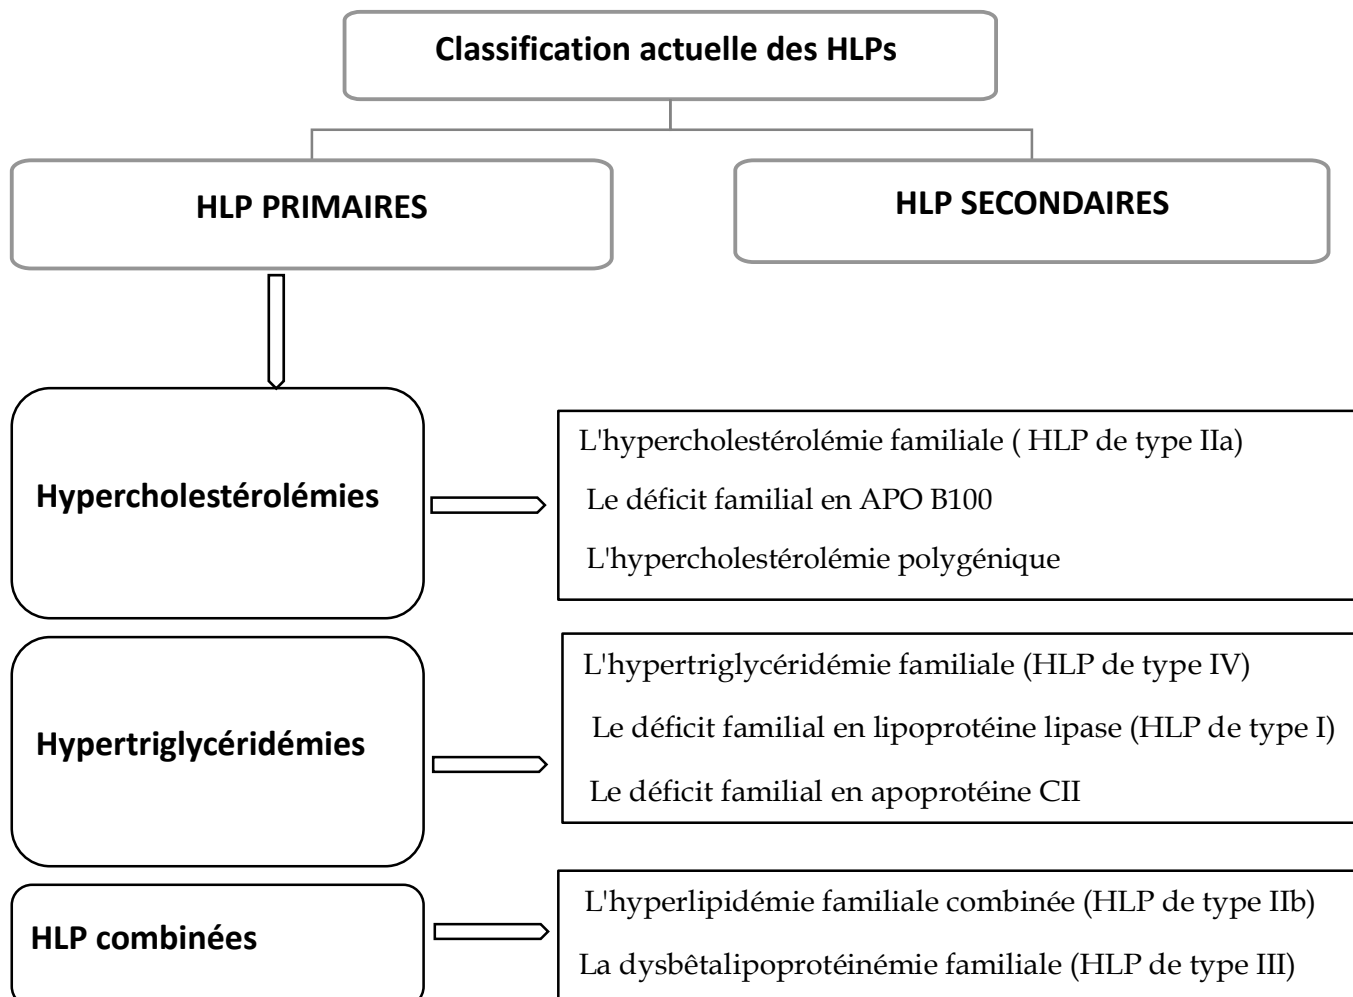 Classification actuelle des HLPs
HLP PRIMAIRES
HLP SECONDAIRES
Hypercholestérolémies
L'hypercholestérolémie familiale ( HLP de type IIa)
Le déficit familial en APO B100
L'hypercholestérolémie polygénique
Hypertriglycéridémies
L'hypertriglycéridémie familiale (HLP de type IV)
Le déficit familial en lipoprotéine lipase (HLP de type I)
Le déficit familial en apoprotéine CII
HLP combinées
L'hyperlipidémie familiale combinée (HLP de type IIb)
La dysbêtalipoprotéinémie familiale (HLP de type III)